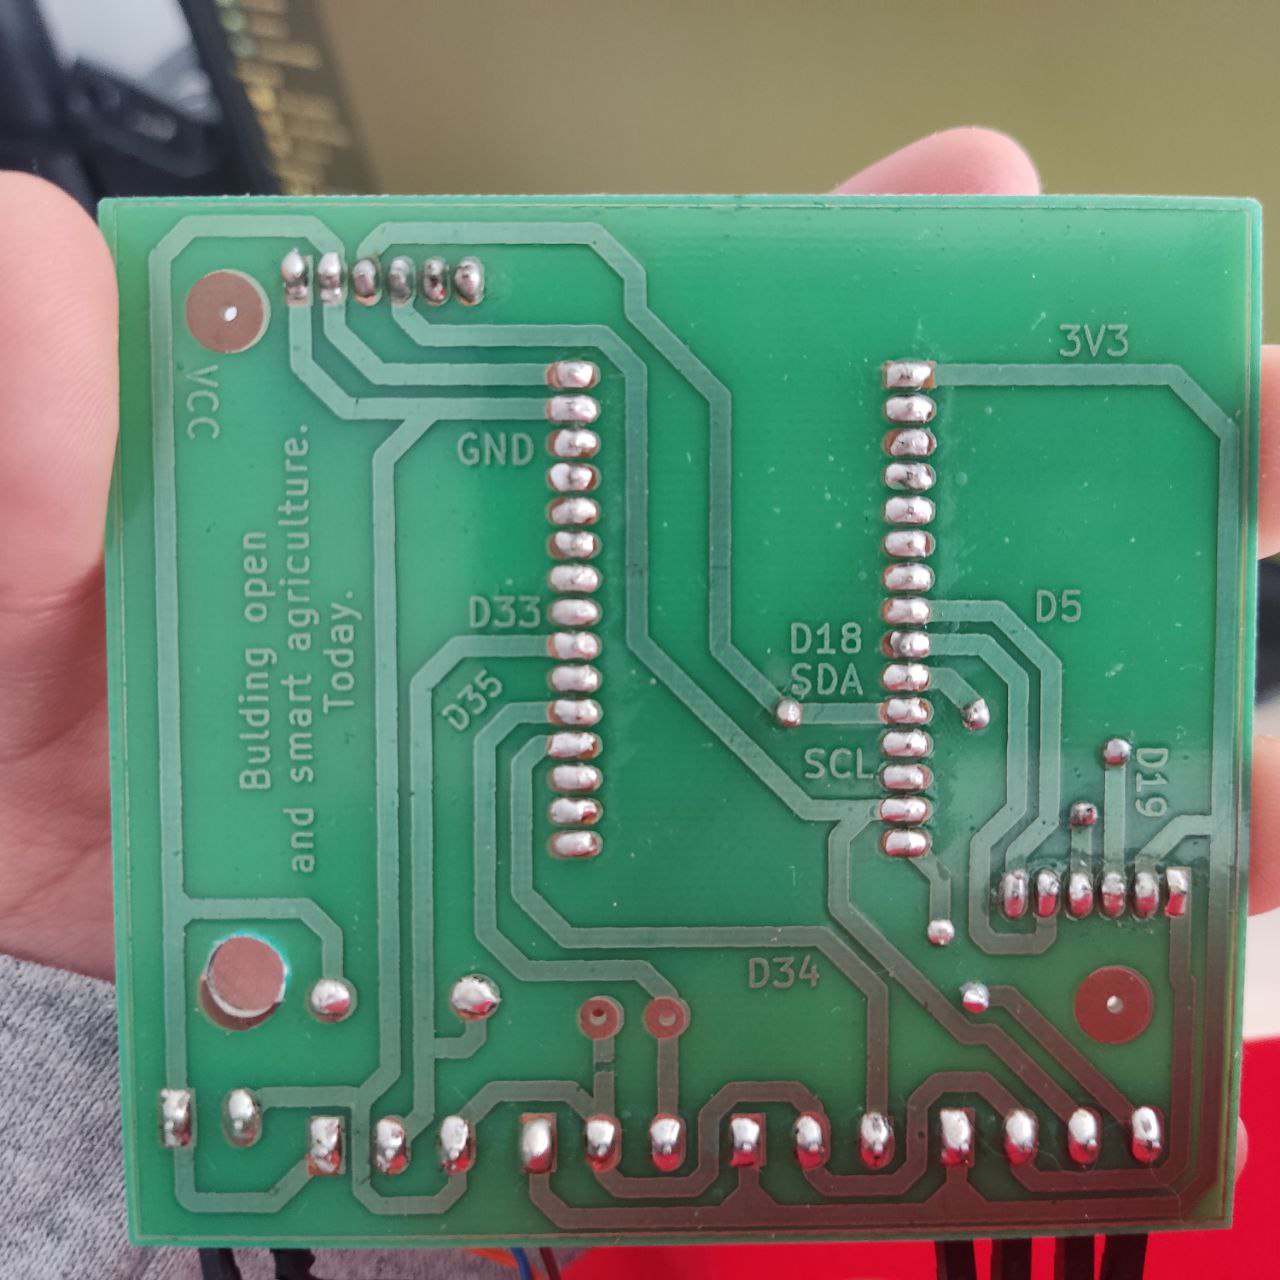 3V3
VCC
GND
Bulding open
and smart agriculture.
Today.
D33
D5
D18
SDA
D35
SCL
D19
D34